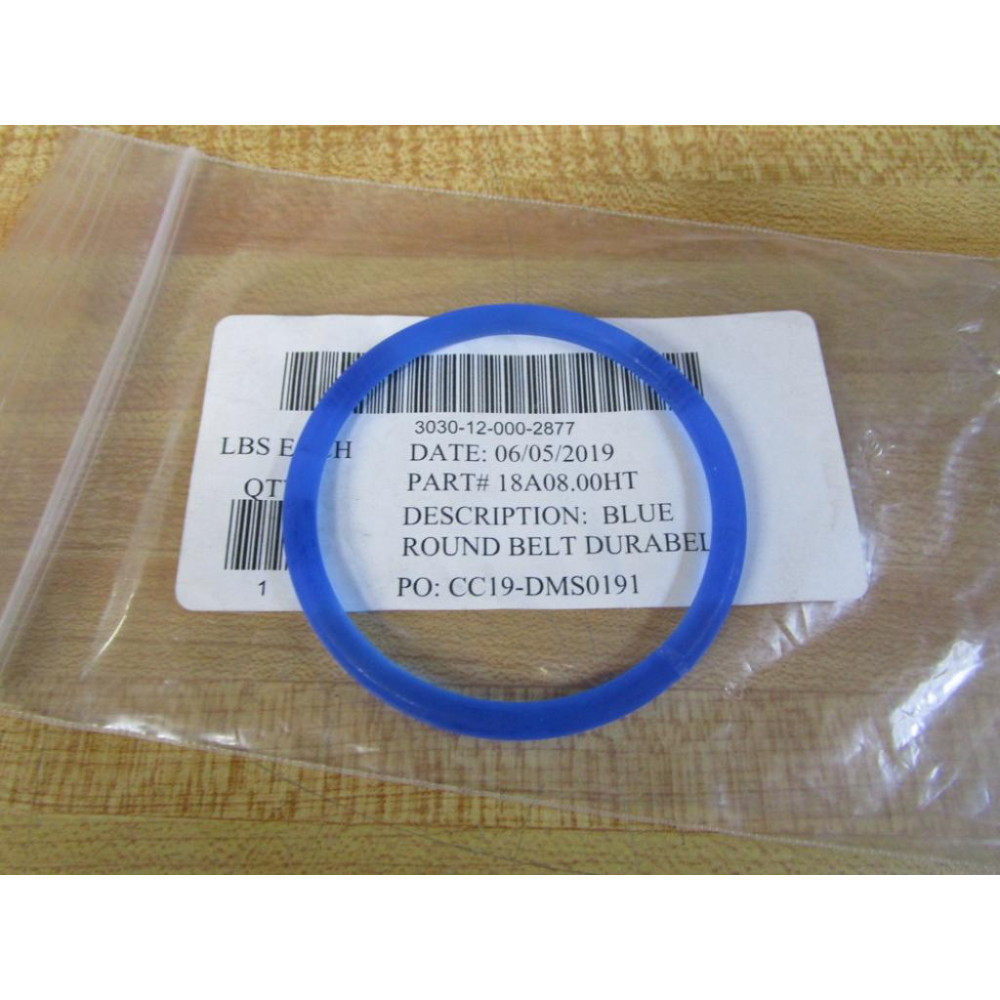 3030-12-000-2877
LBS
DATE: 06/05/2019
PART# 18A08.00HT
DESCRIPTION: BLUE
ROUND BELT
1
PO: CC19-DMS0191